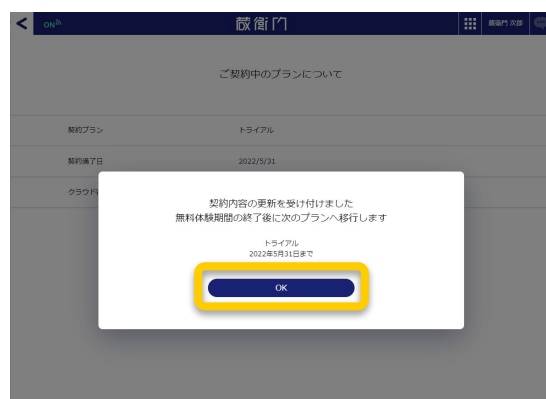 ON
蔵衛門
蔵衛門 次郎
ご契約中のプランについて
契約プラン
トライアル
契約満了日
2022/5/31
クラウド
契約内容の更新を受け付けました
無料体験期間の終了後に次のプランへ移行します
トライアル
2022年5月31日まで
OK